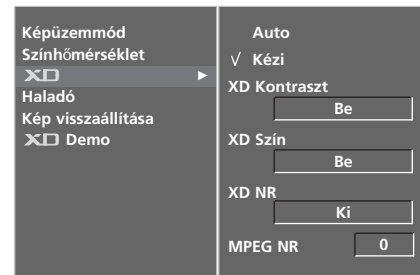 Képüzemmód
Színhőmérséklet
XD
Haladó
Kép visszaállítása
XD Demo
Auto
√ Kézi
XD Kontraszt
Be
XD Szín
Be
XD NR
Ki
MPEG NR 0